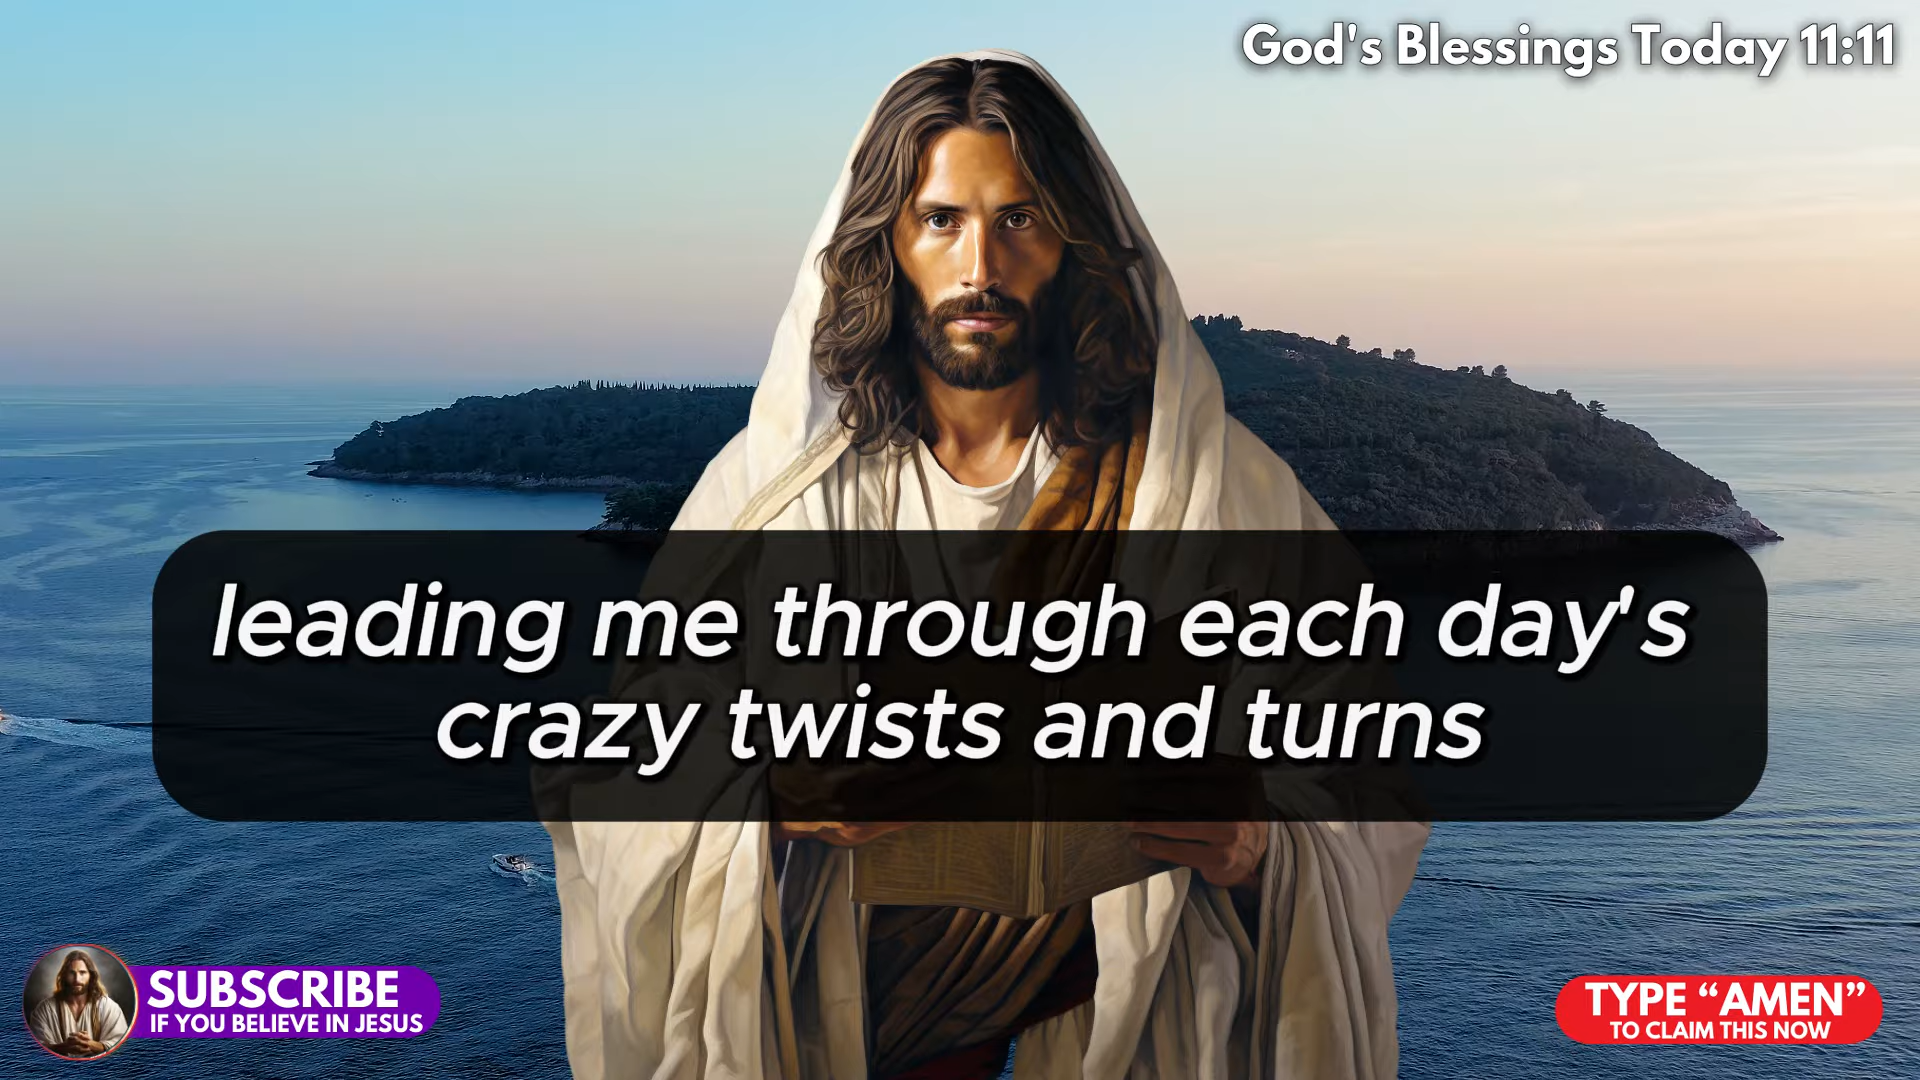 God's Blessings Today 11:11
leading me through each day's
crazy twists and turns
SUBSCRIBE
IF YOU BELIEVE IN JESUS
TYPE “AMEN”
TO CLAIM THIS NOW